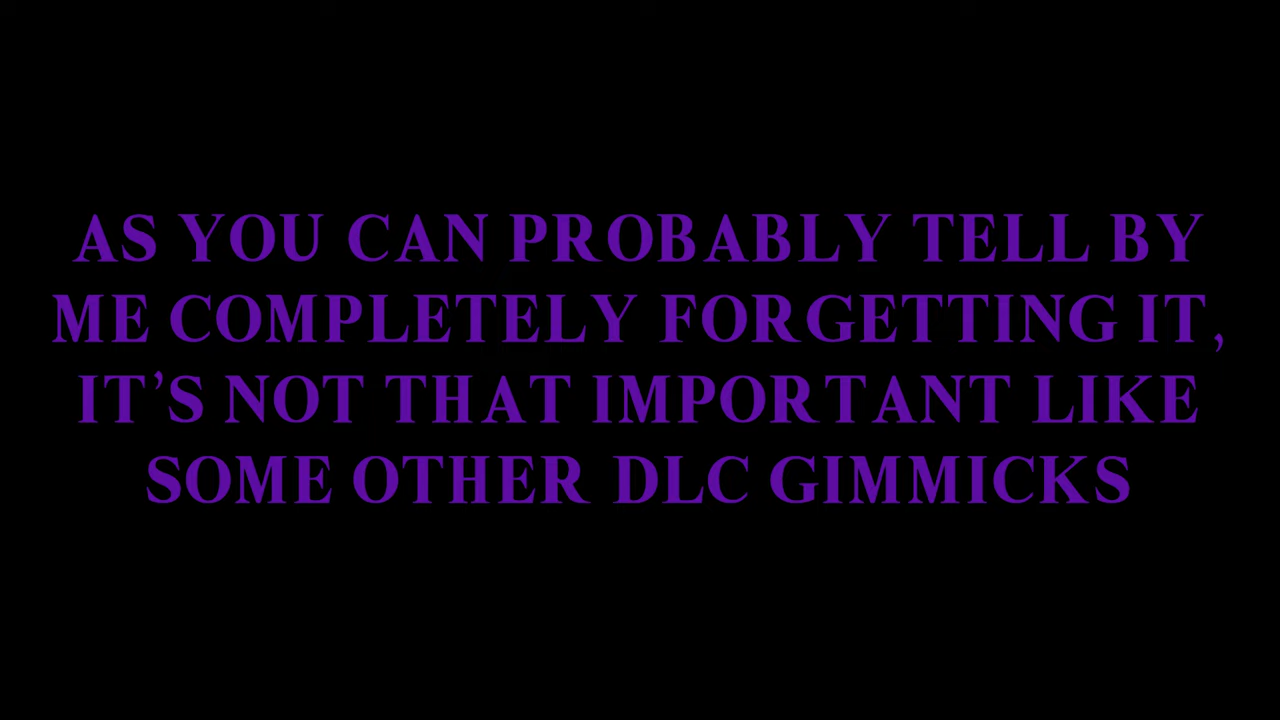 AS YOU CAN PROBABLY TELL BY
ME COMPLETELY FORGETTING IT,
IT'S NOT THAT IMPORTANT LIKE
SOME OTHER DLC GIMMICKS